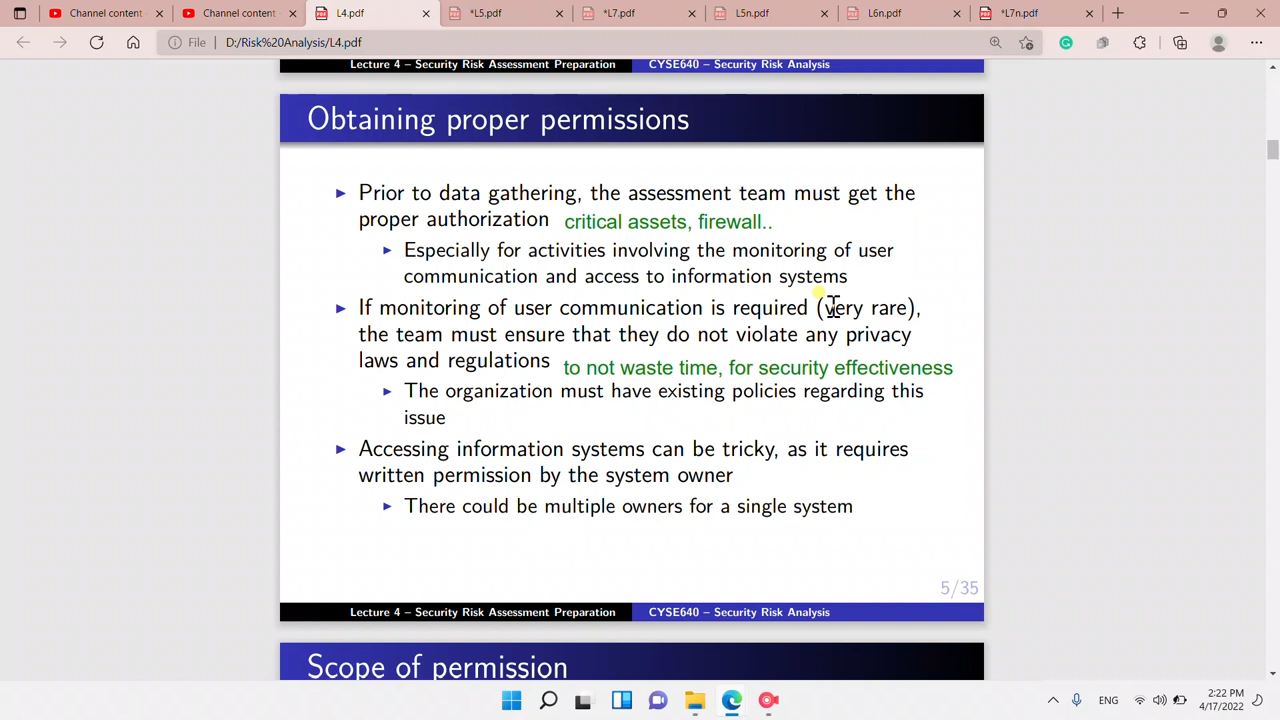 Channel content
Channel content
L4.pdf
*L5.pdf
*L7.pdf
L5n.pdf
L6n.pdf
*L7n.pdf
File
D:/Risk%20Analysis/L4.pdf
Lecture 4 – Security Risk Assessment Preparation CYSE640 – Security Risk Analysis
Obtaining proper permissions
Prior to data gathering, the assessment team must get the
proper authorization critical assets, firewall..
Especially for activities involving the monitoring of user
communication and access to information systems
If monitoring of user communication is required (very rare),
the team must ensure that they do not violate any privacy
laws and regulations to not waste time, for security effectiveness
The organization must have existing policies regarding this
issue
Accessing information systems can be tricky, as it requires
written permission by the system owner
There could be multiple owners for a single system
5/35
Lecture 4 – Security Risk Assessment Preparation CYSE640 – Security Risk Analysis
Scope of permission
ENG
2:22 PM
4/17/2022